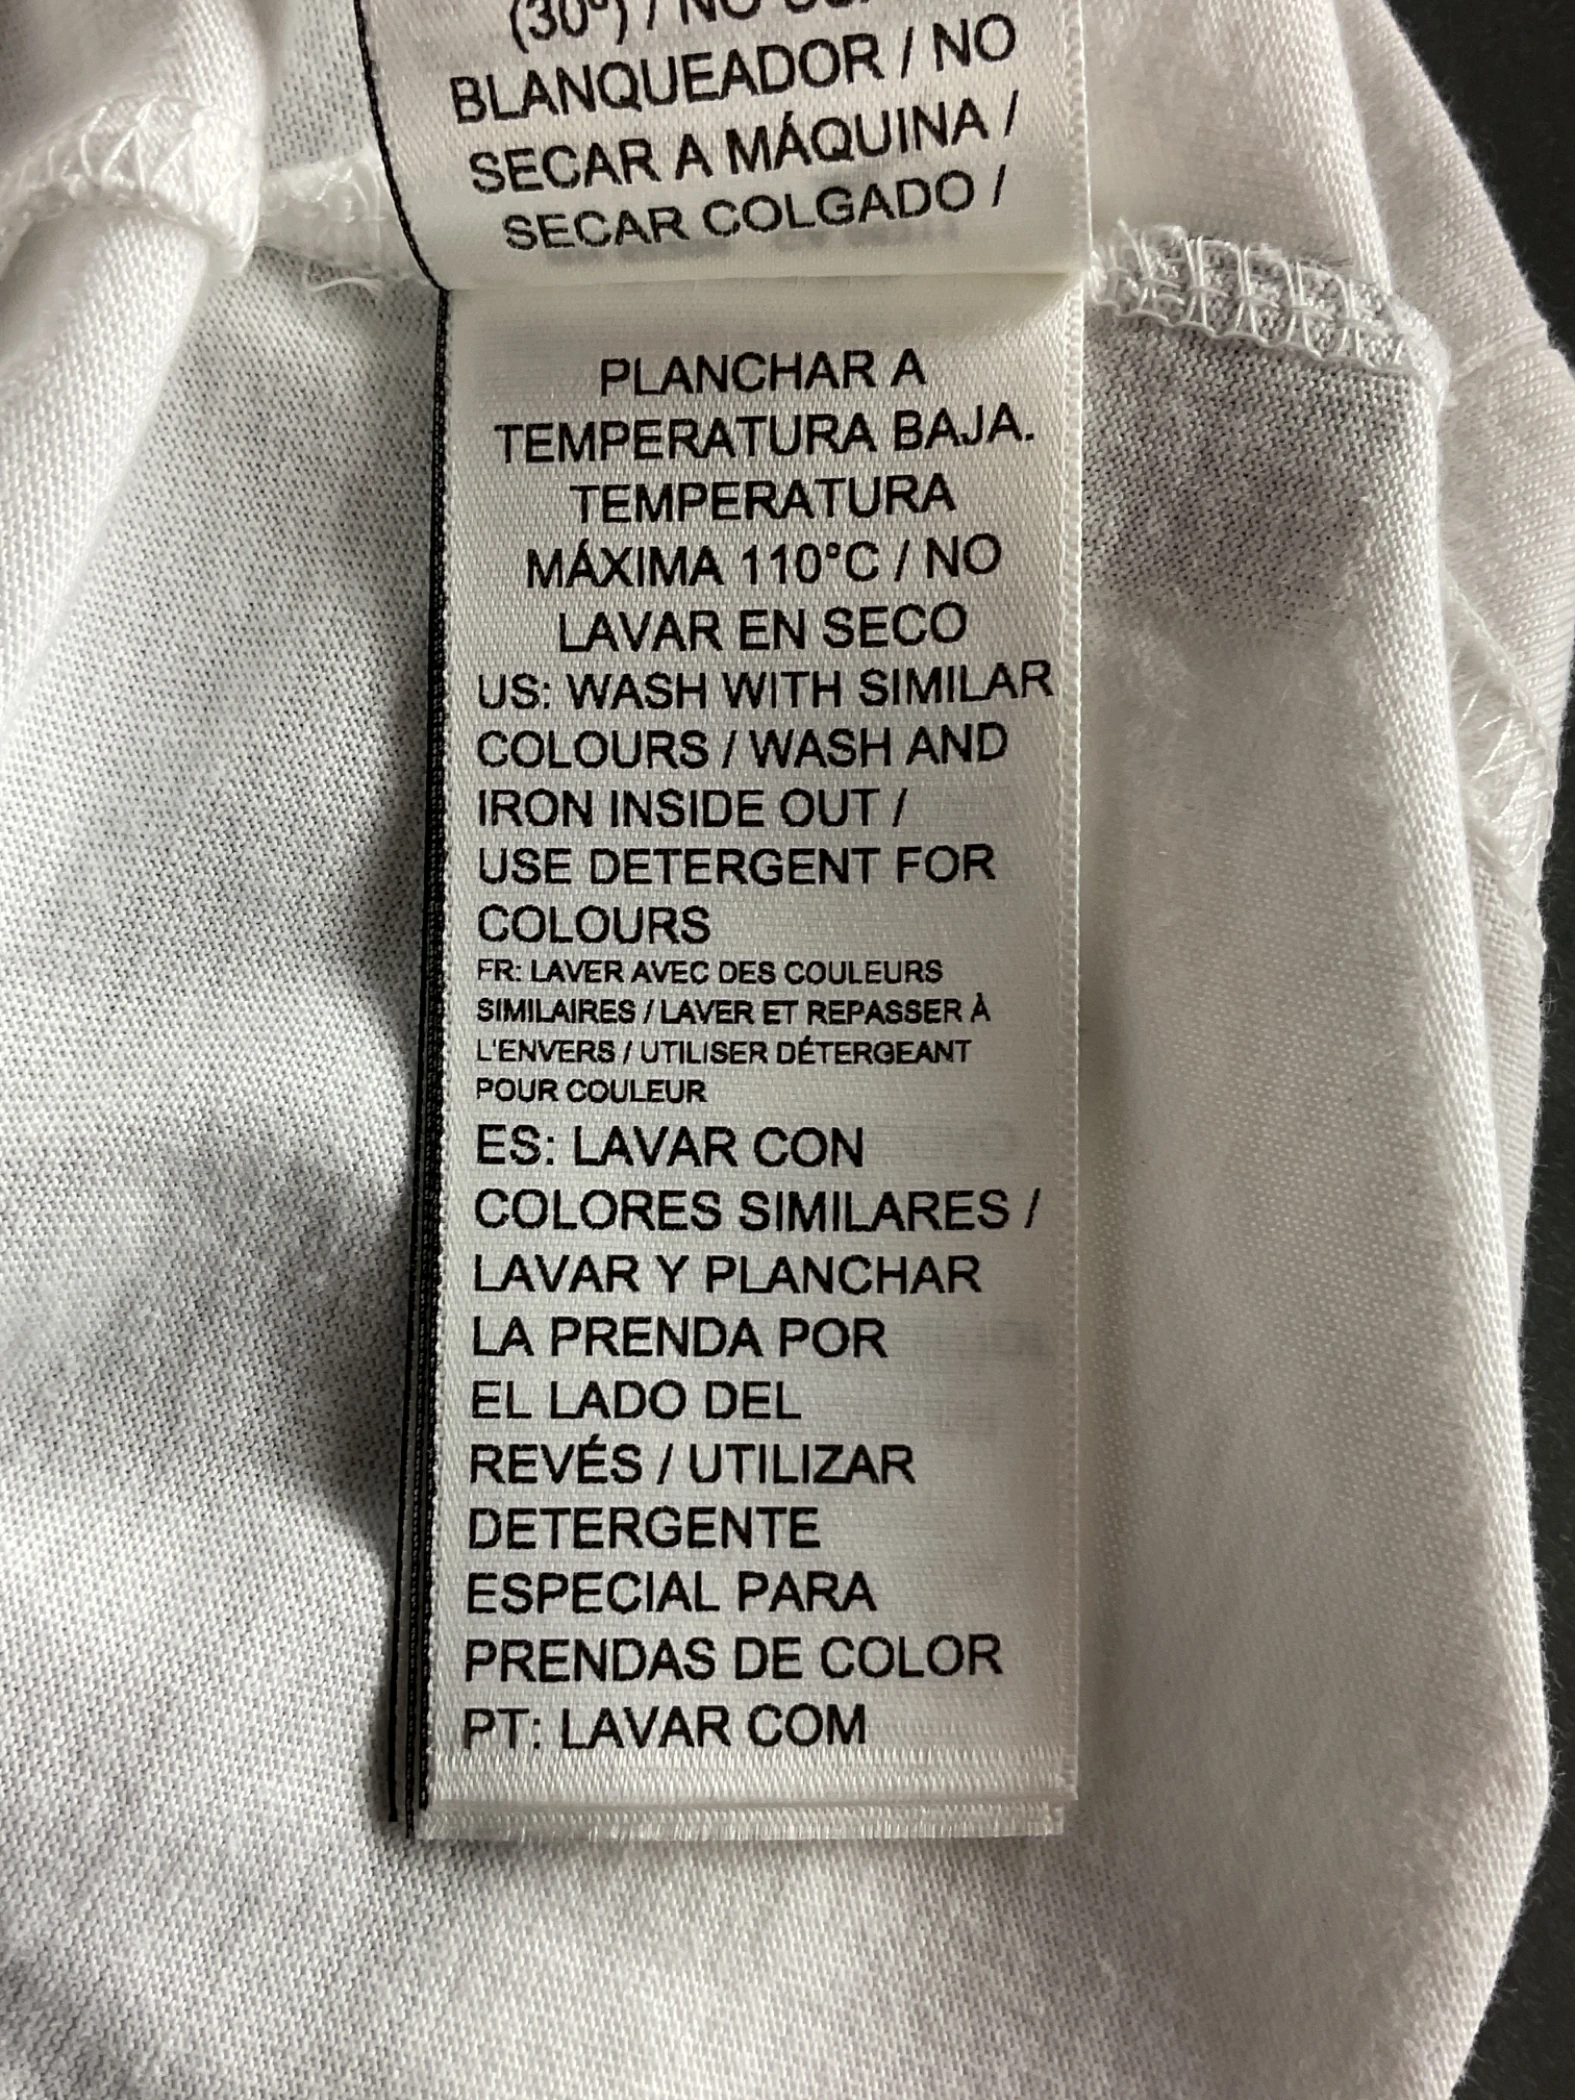 (30°) / NO
BLANQUEADOR / NO
SECAR A MÁQUINA /
SECAR COLGADO /
PLANCHAR A
TEMPERATURA BAJA.
TEMPERATURA
MÁXIMA 110°C / NO
LAVAR EN SECO
US: WASH WITH SIMILAR
COLOURS / WASH AND
IRON INSIDE OUT /
USE DETERGENT FOR
COLOURS
FR: LAVER AVEC DES COULEURS
SIMILAIRES / LAVER ET REPASSER À
L'ENVERS / UTILISER DÉTERGEANT
POUR COULEUR
ES: LAVAR CON
COLORES SIMILARES /
LAVAR Y PLANCHAR
LA PRENDA POR
EL LADO DEL
REVÉS / UTILIZAR
DETERGENTE
ESPECIAL PARA
PRENDAS DE COLOR
PT: LAVAR COM